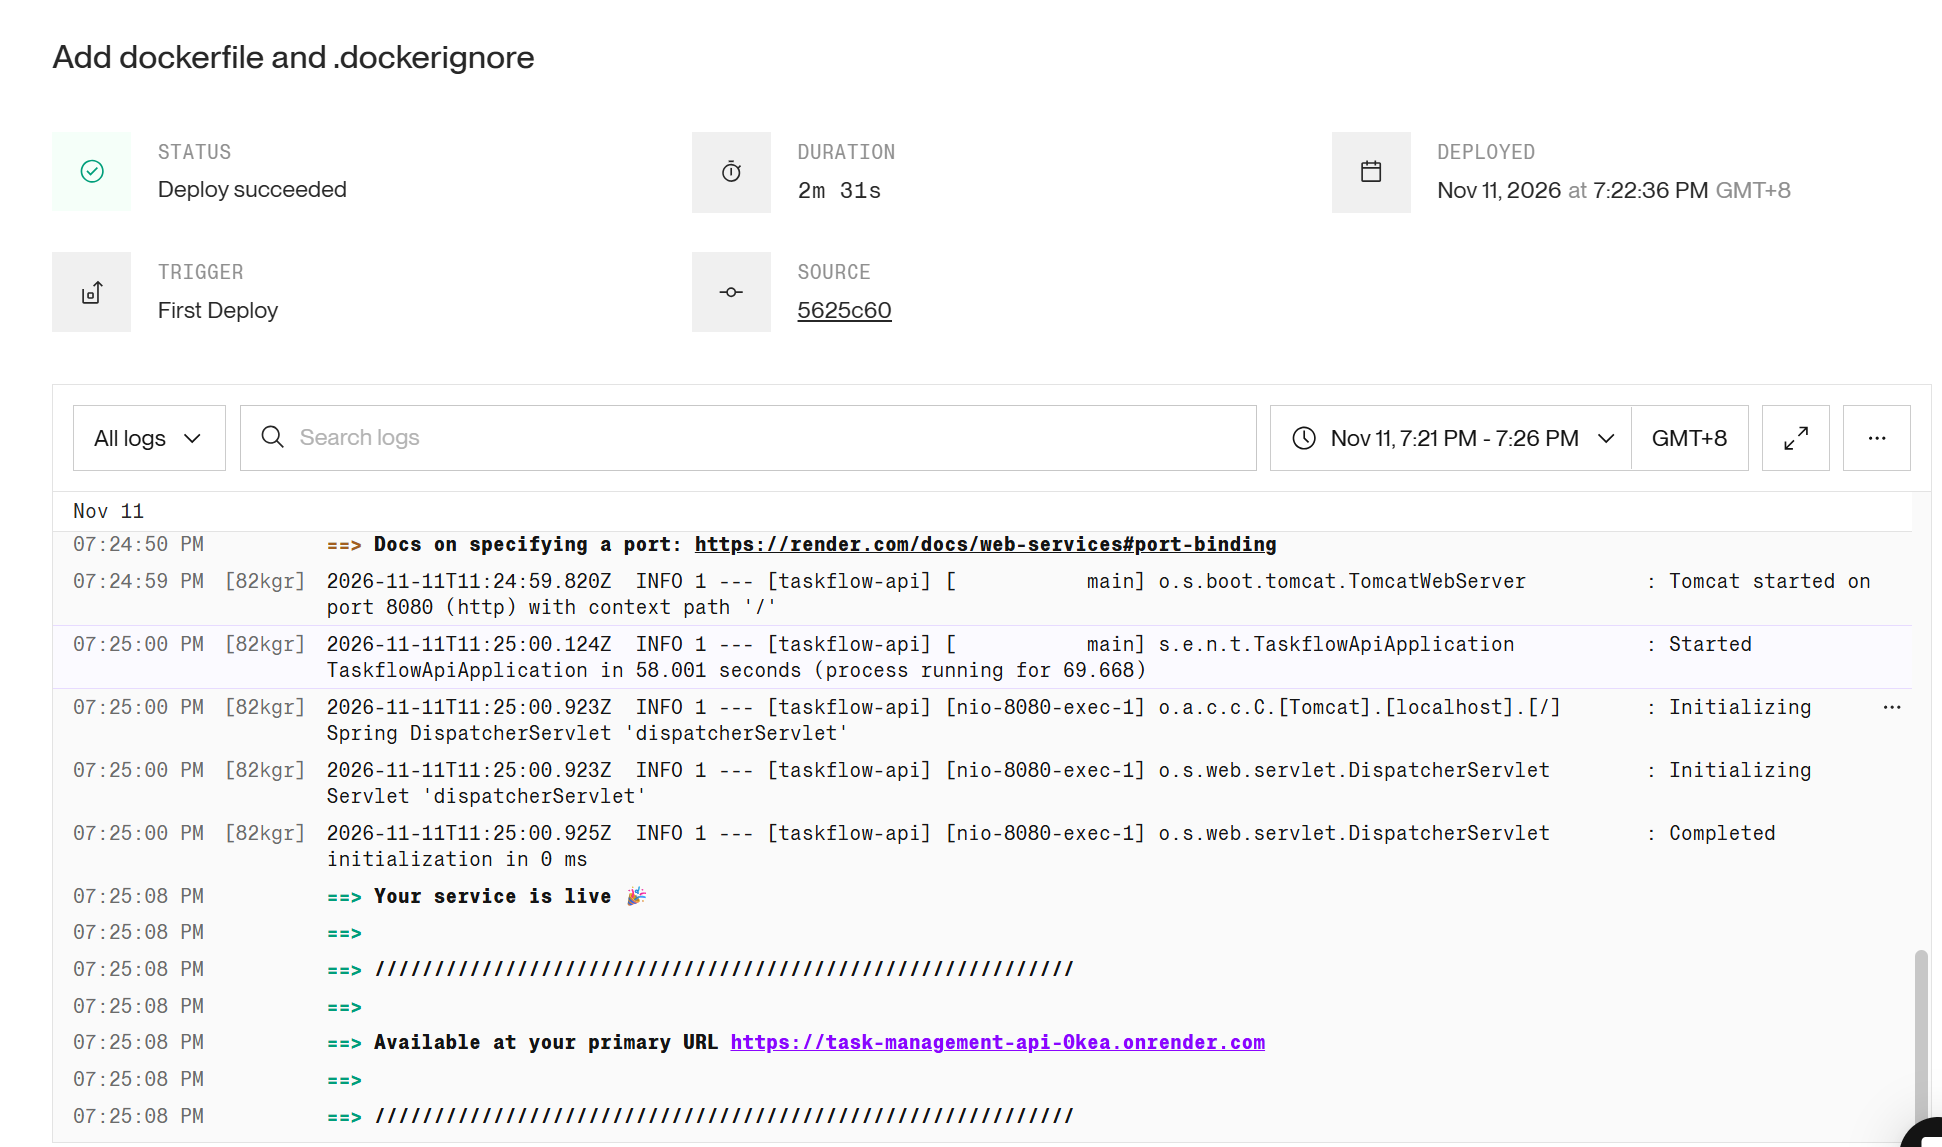 Add dockerfile and .dockerignore
STATUS
Deploy succeeded
DURATION
2m 31s
DEPLOYED
Nov 11, 2026 at 7:22:36 PM GMT+8
TRIGGER
First Deploy
SOURCE
5625c60
All logs
Search logs
Nov 11, 7:21 PM - 7:26 PM
GMT+8
Nov 11
07:24:50 PM ==> Docs on specifying a port: https://render.com/docs/web-services#port-binding
07:24:59 PM [82kgr] 2026-11-11T11:24:59.820Z  INFO 1 --- [taskflow-api] [           main] o.s.boot.tomcat.TomcatWebServer          : Tomcat started on
port 8080 (http) with context path '/'
07:25:00 PM [82kgr] 2026-11-11T11:25:00.124Z  INFO 1 --- [taskflow-api] [           main] s.e.n.t.TaskflowApiApplication           : Started
TaskflowApiApplication in 58.001 seconds (process running for 69.668)
07:25:00 PM [82kgr] 2026-11-11T11:25:00.923Z  INFO 1 --- [taskflow-api] [nio-8080-exec-1] o.a.c.c.C.[Tomcat].[localhost].[/]       : Initializing
Spring DispatcherServlet 'dispatcherServlet'
07:25:00 PM [82kgr] 2026-11-11T11:25:00.923Z  INFO 1 --- [taskflow-api] [nio-8080-exec-1] o.s.web.servlet.DispatcherServlet        : Initializing
Servlet 'dispatcherServlet'
07:25:00 PM [82kgr] 2026-11-11T11:25:00.925Z  INFO 1 --- [taskflow-api] [nio-8080-exec-1] o.s.web.servlet.DispatcherServlet        : Completed
initialization in 0 ms
07:25:08 PM ==> Your service is live 🎉
07:25:08 PM ==>
07:25:08 PM ==> ///////////////////////////////////////////////////////////
07:25:08 PM ==>
07:25:08 PM ==> Available at your primary URL https://task-management-api-0kea.onrender.com
07:25:08 PM ==>
07:25:08 PM ==> ///////////////////////////////////////////////////////////